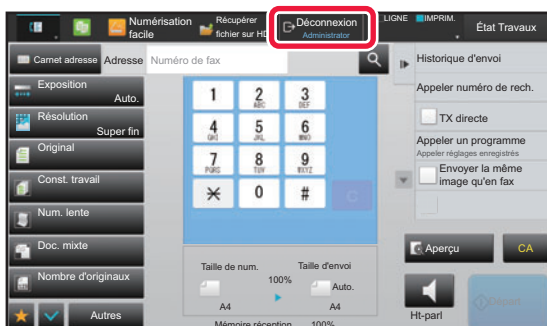 Numérisation
facile
Récupérer
fichier sur HD
Déconnexion
Administrator
LIGNE
IMPRIM.
État Travaux
Carnet adresse
Adresse
Numéro de fax
Historique d'envoi
Exposition
Auto.
Résolution
Super fin
Original
Const. travail
Num. lente
Doc. mixte
Nombre d'originaux
Autres
1
2
ABC
3
DEF
4
GHI
5
JKL
6
MNO
7
PQRS
8
TUV
9
WXYZ
0
#
C
Appeler numéro de rech.
TX directe
Appeler un programme
Appeler réglages enregistrés
Envoyer la même
image qu'en fax
Taille de num.
100%
Taille d'envoi
Auto.
A4
A4
Mémoire réception
100%
Aperçu
CA
Ht-parl
Départ